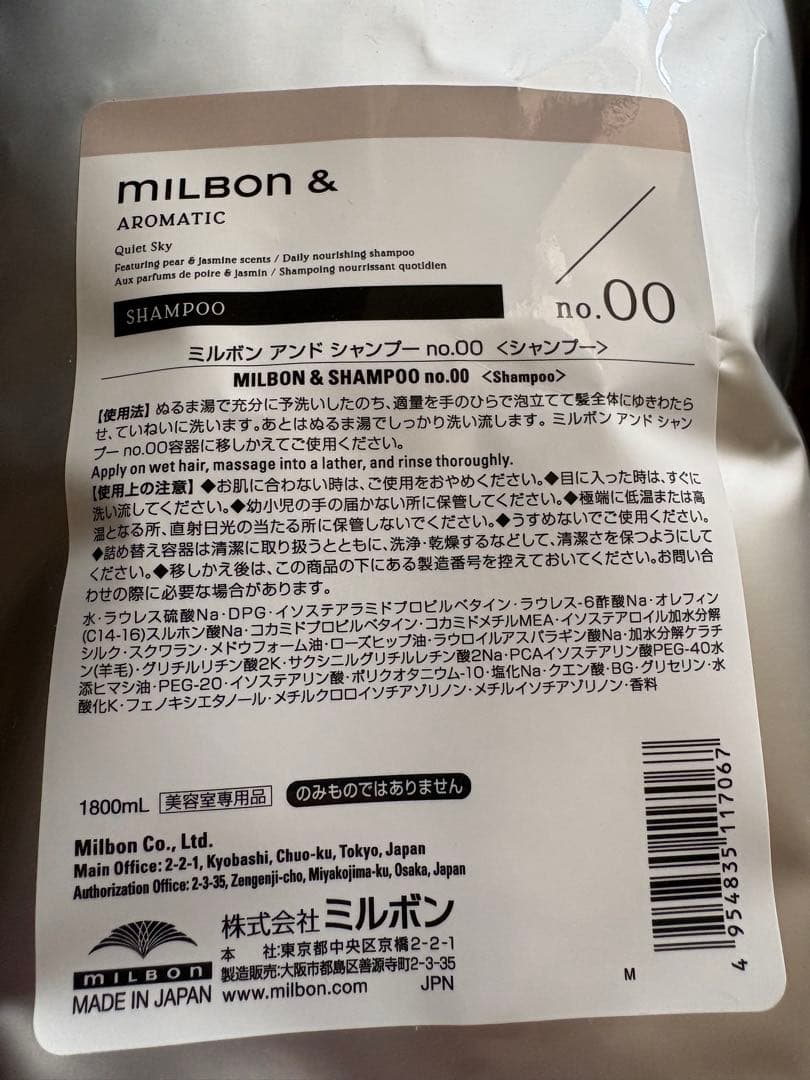 MILBON &
AROMATIC
Quiet Sky
Featuring pear & jasmine scents / Daily nourishing shampoo
Aux parfums de poire & jasmin / Shampoing nourrissant quotidien
SHAMPOO
no.00
ミルボン アンド シャンプー no.00 <シャンプー>
MILBON & SHAMPOO no.00 <Shampoo>
【使用法】ぬるま湯で充分に予洗いしたのち、適量を手のひらで泡立てて髪全体にゆきわたら
せ、ていねいに洗います。あとはぬるま湯でしっかり洗い流します。ミルボン アンド シャン
プー no.00容器に移しかえてご使用ください。
Apply on wet hair, massage into a lather, and rinse thoroughly.
【使用上の注意】◆お肌に合わない時は、ご使用をおやめください。◆目に入った時は、すぐに
洗い流してください。◆幼小児の手の届かない所に保管してください。◆極端に低温または高
温となる所、直射日光の当たる所に保管しないでください。◆うすめないでご使用ください。
◆詰め替え容器は清潔に取り扱うとともに、洗浄・乾燥するなどして、清潔さを保つようにして
ください。◆移しかえ後は、この商品の下にある製造番号を控えておいてください。お問い合
わせの際に必要な場合があります。
水・ラウレス硫酸Na・DPG・イソステアラミドプロピルベタイン・ラウレス-6酢酸Na・オレフィン
(C14-16)スルホン酸Na・コカミドプロピルベタイン・コカミドメチルMEA・イソステアロイル加水分解
シルク・スクワラン・メドウフォーム油・ローズヒップ油・ラウロイルアスパラギン酸Na・加水分解ケラチ
ン(羊毛)・グリチルリチン酸2K・サクシニルグリチルレチン酸2Na・PCAイソステアリン酸PEG-40水
添ヒマシ油・PEG-20・イソステアリン酸・ポリクオタニウム-10・塩化Na・クエン酸・BG・グリセリン・水
酸化K・フェノキシエタノール・メチルクロロイソチアゾリノン・メチルイソチアゾリノン・香料
1800mL 美容室専用品 のみものではありません
Milbon Co., Ltd.
Main Office: 2-2-1, Kyobashi, Chuo-ku, Tokyo, Japan
Authorization Office: 2-3-35, Zengenji-cho, Miyakojima-ku, Osaka, Japan
株式会社ミルボン
本 社:東京都中央区京橋2-2-1
製造販売:大阪市都島区善源寺町2-3-35
www.milbon.com JPN
MILBON
MADE IN JAPAN
M
4 954835 117067